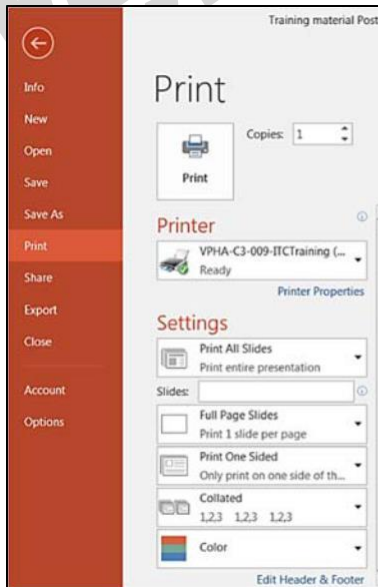 Training material Post
Info
New
Open
Save
Save As
Print
Share
Export
Close
Account
Options
Print
Copies: 1
Print
Printer
VPHA-C3-009-ITCTraining (...
Ready
Printer Properties
Settings
Print All Slides
Print entire presentation
Slides:
Full Page Slides
Print 1 slide per page
Print One Sided
Only print on one side of th...
Collated
1,2,3 1,2,3 1,2,3
Color
Edit Header & Footer